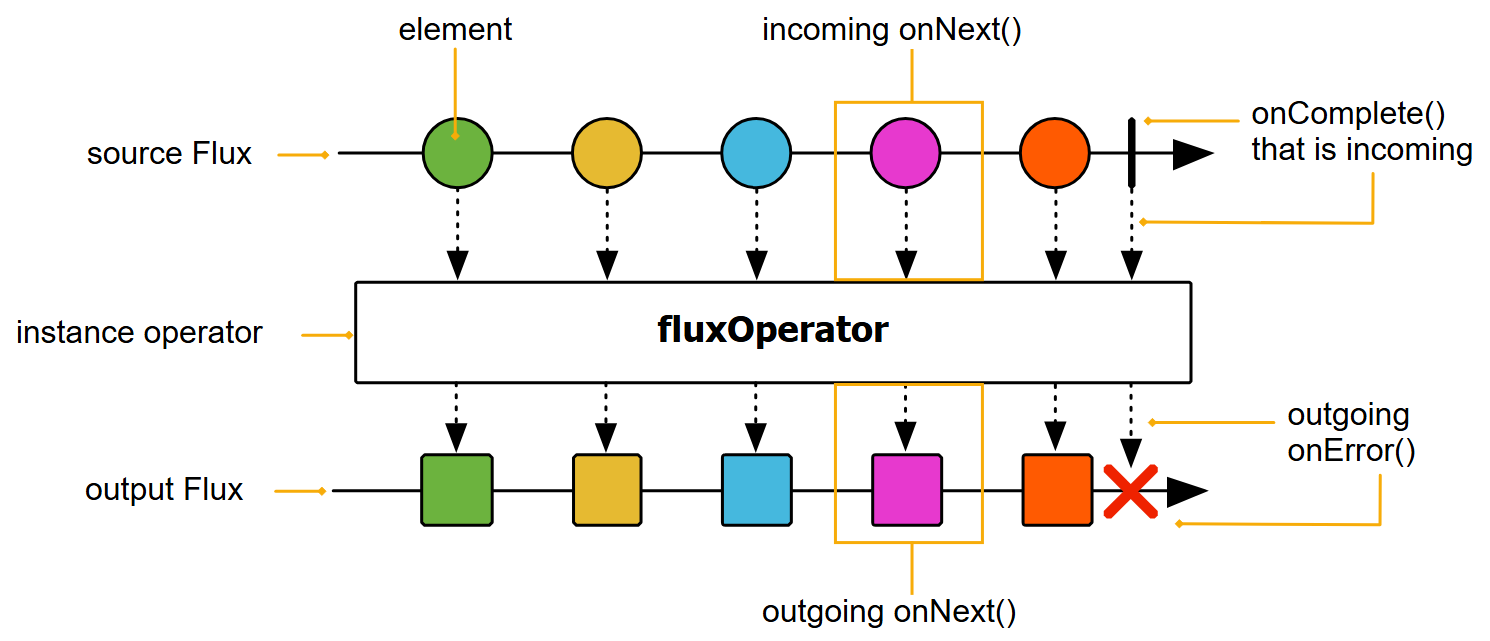 element
incoming onNext()
onComplete()
that is incoming
source Flux
instance operator
fluxOperator
outgoing
onError()
output Flux
outgoing onNext()